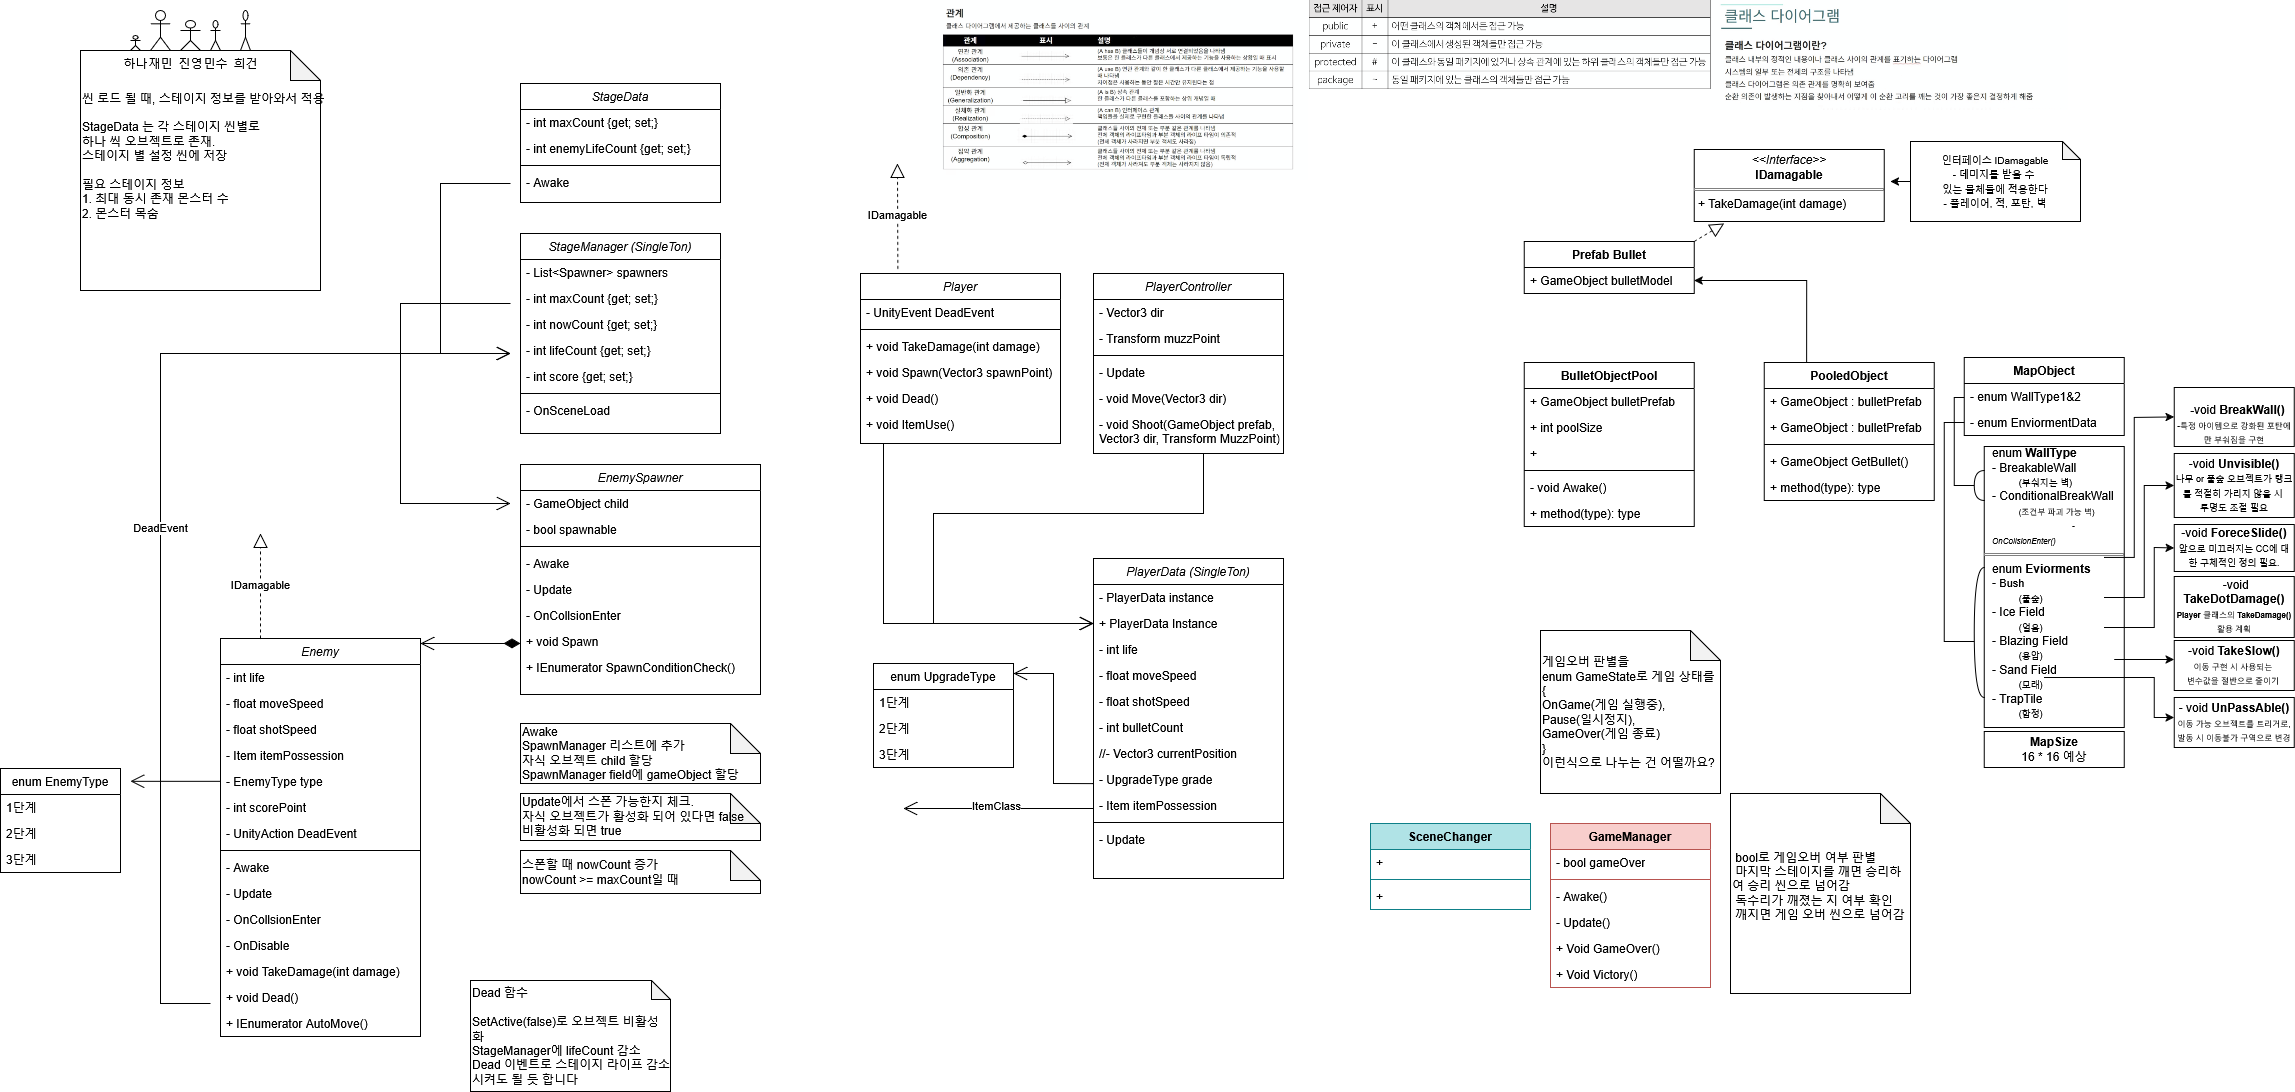 하나재민 진영민수 희건
씬 로드 될 때, 스테이지 정보를 받아와서 적용
StageData 는 각 스테이지 씬별로
하나 씩 오브젝트로 존재.
스테이지 별 설정 씬에 저장
필요 스테이지 정보
1. 최대 동시 존재 몬스터 수
2. 몬스터 목숨
StageData
- int maxCount {get; set;}
- int enemyLifeCount {get; set;}
- Awake
StageManager (SingleTon)
- List<Spawner> spawners
- int maxCount {get; set;}
- int nowCount {get; set;}
- int lifeCount {get; set;}
- int score {get; set;}
- OnSceneLoad
EnemySpawner
- GameObject child
- bool spawnable
- Awake
- Update
- OnCollsionEnter
+ void Spawn
+ IEnumerator SpawnConditionCheck()
DeadEvent
IDamagable
Enemy
- int life
- float moveSpeed
- float shotSpeed
- Item itemPossession
- EnemyType type
- int scorePoint
- UnityAction DeadEvent
- Awake
- Update
- OnCollsionEnter
- OnDisable
+ void TakeDamage(int damage)
+ void Dead()
+ IEnumerator AutoMove()
enum EnemyType
1단계
2단계
3단계
Awake
SpawnManager 리스트에 추가
자식 오브젝트 child 할당
SpawnManager field에 gameObject 할당
Update에서 스폰 가능한지 체크.
자식 오브젝트가 활성화 되어 있다면 false
비활성화 되면 true
스폰할 때 nowCount 증가
nowCount >= maxCount일 때
Dead 함수
SetActive(false)로 오브젝트 비활성
화
StageManager에 lifeCount 감소
Dead 이벤트로 스테이지 라이프 감소
시켜도 될 듯 합니다
관계
클래스 다이어그램에서 제공하는 클래스들 사이의 관계
관계 표시 설명
연관 관계
(Association)
의존 관계
(Dependency)
일반화 관계
(Generalization)
(A is B) 상속 관계
실체화 관계
(Realization)
(A can B) 인터페이스 관계
합성 관계
(Composition)
집약 관계
(Aggregation)
접근 제어자 표시 설명
public + 어떤 클래스의 객체에서든 접근 가능
private − 이 클래스에서 생성된 객체들만 접근 가능
protected # 이 클래스와 동일 패키지에 있거나 상속 관계에 있는 하위 클래스의 객체들만 접근 가능
package ~ 동일 패키지에 있는 클래스의 객체들만 접근 가능
클래스 다이어그램
클래스 다이어그램이란?
클래스 내부의 정적인 내용이나 클래스 사이의 관계를 표기하는 다이어그램
시스템의 일부 또는 전체의 구조를 나타냄
클래스 다이어그램은 의존 관계를 명확히 보여줌
순환 의존이 발생하는 지점을 찾아내서 어떻게 이 순환 고리를 깨는 것이 가장 좋은지 결정하게 해줌
IDamagable
Player
- UnityEvent DeadEvent
+ void TakeDamage(int damage)
+ void Spawn(Vector3 spawnPoint)
+ void Dead()
+ void ItemUse()
PlayerController
- Vector3 dir
- Transform muzzPoint
- Update
- void Move(Vector3 dir)
- void Shoot(GameObject prefab,
Vector3 dir, Transform MuzzPoint)
PlayerData (SingleTon)
- PlayerData instance
+ PlayerData Instance
- int life
- float moveSpeed
- float shotSpeed
- int bulletCount
//- Vector3 currentPosition
- UpgradeType grade
- Item itemPossession
- Update
enum UpgradeType
1단계
2단계
3단계
ItemClass
<<Interface>>
IDamagable
+ TakeDamage(int damage)
인터페이스 IDamagable
- 데미지를 받을 수
있는 물체들에 적용한다
- 플레이어, 적, 포탄, 벽
Prefab Bullet
+ GameObject bulletModel
BulletObjectPool
+ GameObject bulletPrefab
+ int poolSize
+
- void Awake()
+ method(type): type
PooledObject
+ GameObject : bulletPrefab
+ GameObject : bulletPrefab
+ GameObject GetBullet()
+ method(type): type
MapObject
- enum WallType1&2
- enum EnviormentData
enum WallType
- BreakableWall
(부숴지는 벽)
- ConditionalBreakWall
(조건부 파괴 가능 벽)
-
OnCollsionEnter()
enum Eviorments
- Bush
(풀숲)
- Ice Field
(얼음)
- Blazing Field
(용암)
- Sand Field
(모래)
- TrapTile
(함정)
MapSize
16 * 16 예상
-void BreakWall()
-특정 아이템으로 강화된 포탄에
만 부숴짐을 구현
-void Unvisible()
나무 or 풀숲 오브젝트가 탱크
를 적절히 가리지 않을 시
투명도 조절 필요
-void ForeceSlide()
앞으로 미끄러지는 CC에 대
한 구체적인 정의 필요.
-void
TakeDotDamage()
Player 클래스의 TakeDamage()
활용 계획
-void TakeSlow()
이동 구현 시 사용되는
변수값을 절반으로 줄이기
- void UnPassAble()
이동 가능 오브젝트를 트리거로,
발동 시 이동불가 구역으로 변경
게임오버 판별을
enum GameState로 게임 상태를
{
OnGame(게임 실행중),
Pause(일시정지),
GameOver(게임 종료)
}
이런식으로 나누는 건 어떨까요?
SceneChanger
+
+
GameManager
- bool gameOver
- Awake()
- Update()
+ Void GameOver()
+ Void Victory()
bool로 게임오버 여부 판별
마지막 스테이지를 깨면 승리하
여 승리 씬으로 넘어감
독수리가 깨졌는 지 여부 확인
깨지면 게임 오버 씬으로 넘어감